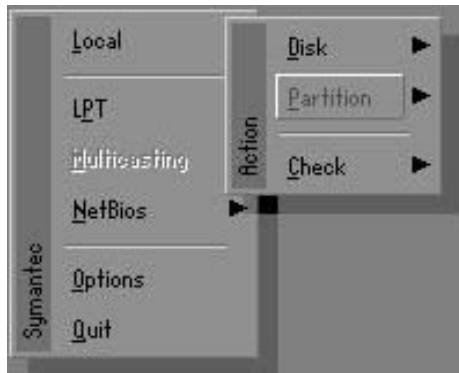 Symantec
Local
LPT
Multicasting
NetBios
Options
Quit
Action
Disk
Partition
Check